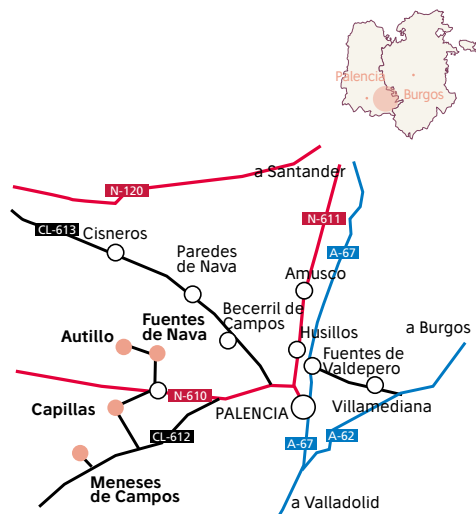 Palencia
Burgos
a Santander
N-120
N-611
CL-613
Cisneros
A-67
Paredes
de Nava
Amusco
Becerril de
Campos
Fuentes
de Nava
Autillo
Husillos
a Burgos
Fuentes de
Valdepero
N-610
Capillas
PALENCIA
Villamediana
CL-612
A-67
A-62
Meneses
de Campos
a Valladolid